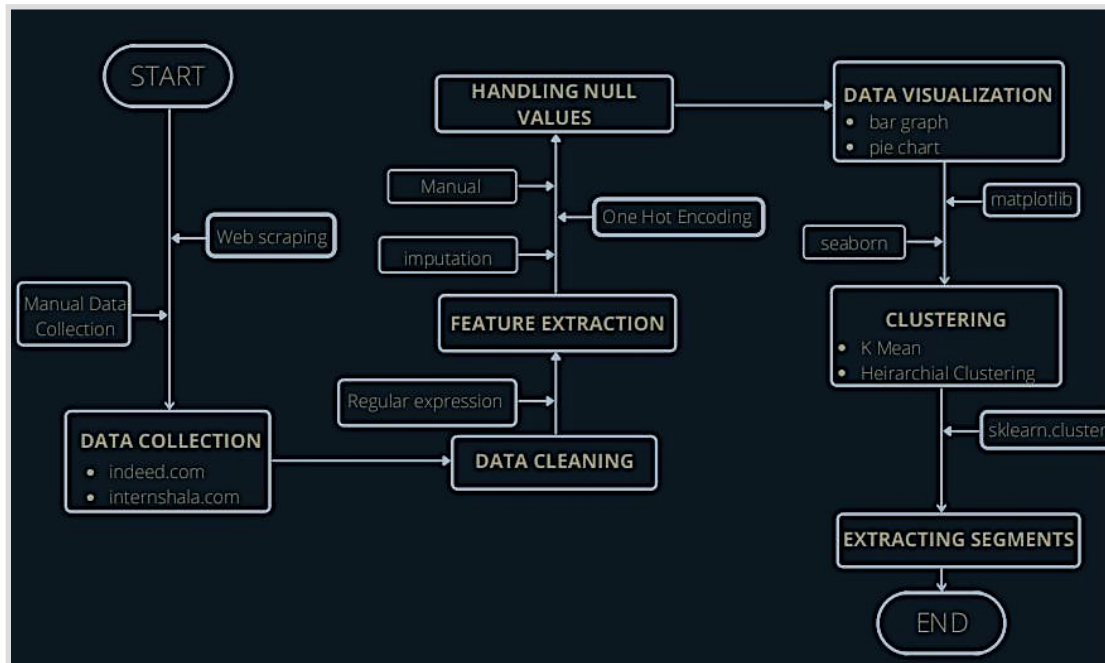 START
Web scraping
Manual Data
Collection
DATA COLLECTION
indeed.com
internshala.com
DATA CLEANING
Regular expression
FEATURE EXTRACTION
imputation
One Hot Encoding
Manual
HANDLING NULL
VALUES
DATA VISUALIZATION
bar graph
pie chart
matplotlib
seaborn
CLUSTERING
K Mean
Heirarchial Clustering
sklearn.cluster
EXTRACTING SEGMENTS
END